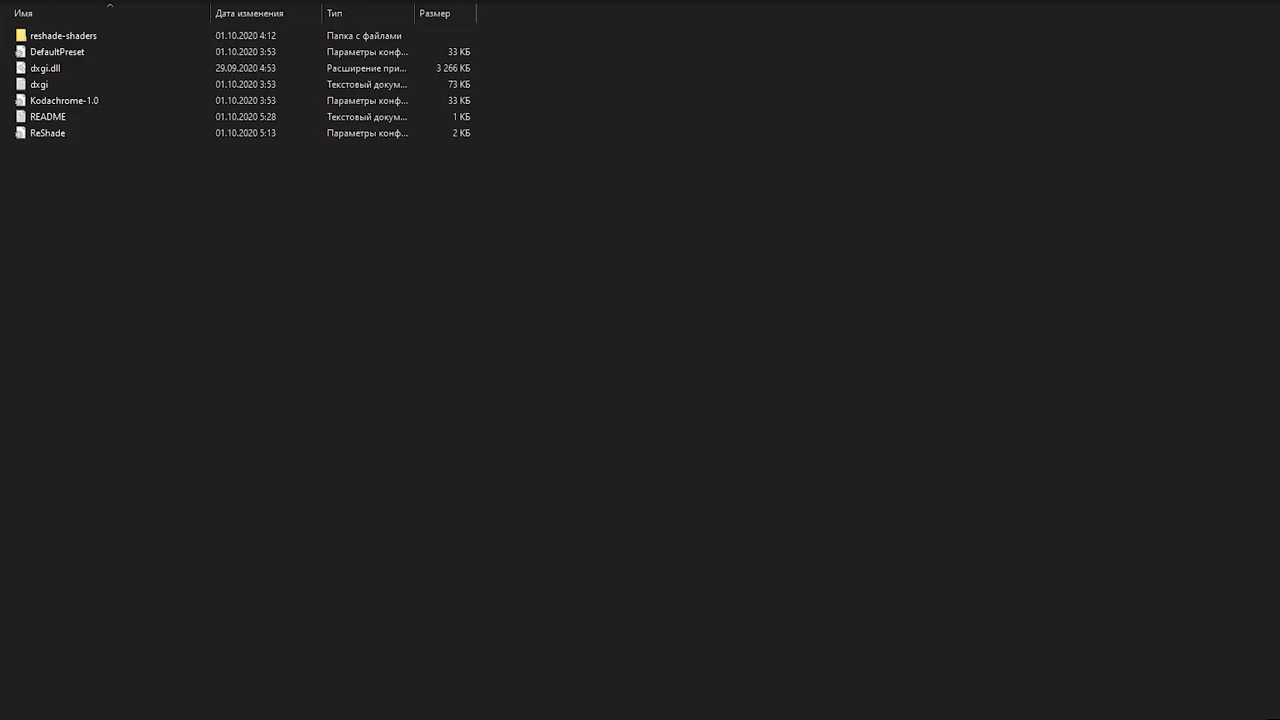 Имя Дата изменения Тип Размер
reshade-shaders 01.10.2020 4:12 Папка с файлами
DefaultPreset 01.10.2020 3:53 Параметры конф... 33 КБ
dxgi.dll 29.09.2020 4:53 Расширение при... 3 266 КБ
dxgi 01.10.2020 3:53 Текстовый докум... 73 КБ
Kodachrome-1.0 01.10.2020 3:53 Параметры конф... 33 КБ
README 01.10.2020 5:28 Текстовый докум... 1 КБ
ReShade 01.10.2020 5:13 Параметры конф... 2 КБ